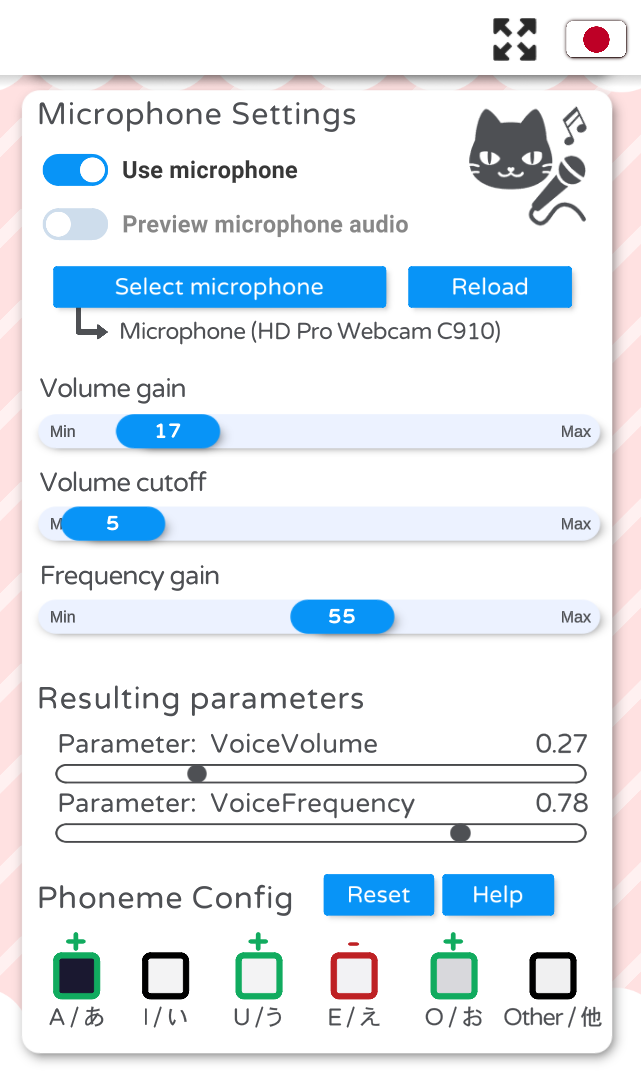 Microphone Settings
Use microphone
Preview microphone audio
Select microphone Reload
Microphone (HD Pro Webcam C910)
Volume gain
Min 17 Max
Volume cutoff
5 Max
Frequency gain
Min 55 Max
Resulting parameters
Parameter: VoiceVolume 0.27
Parameter: VoiceFrequency 0.78
Phoneme Config Reset Help
+ + - +
A / あ I / い U / う E / え O / お Other / 他